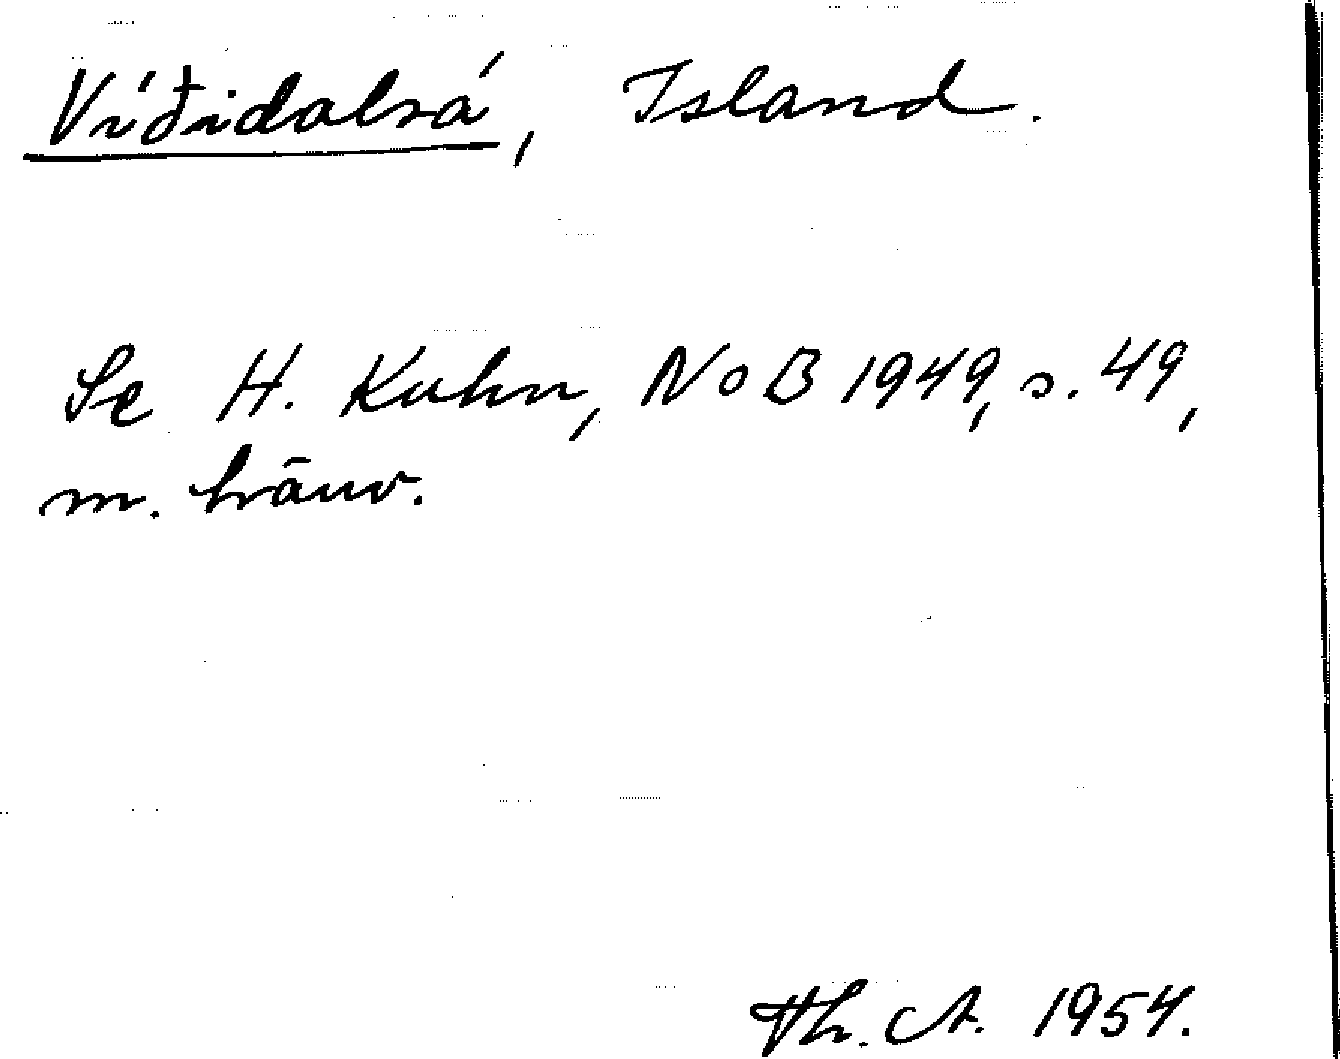 Víðidalsá, Island.
Se H. Kuhn, NoB 1949, s. 49,
m. hänv.
Th. A. 1954.